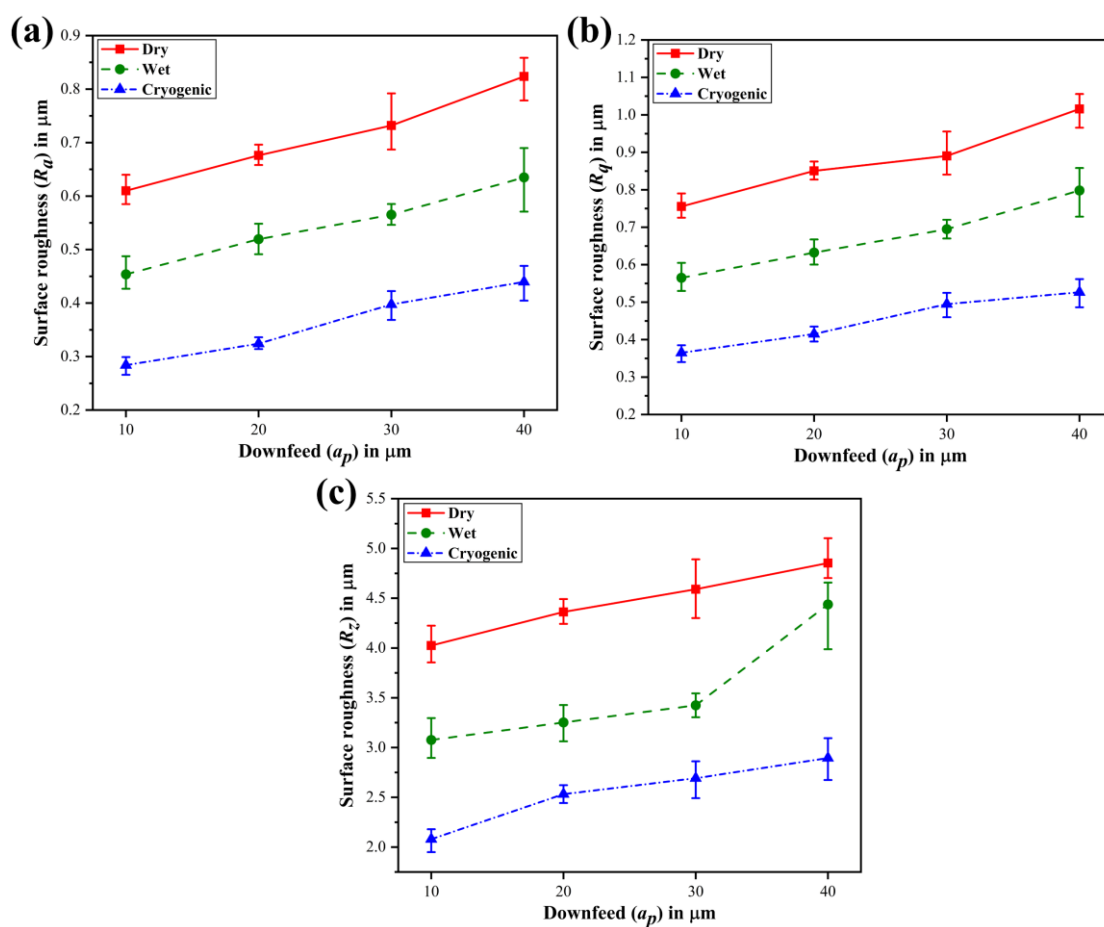 (a)
Surface roughness (Ra) in μm
0.9
0.8
0.7
0.6
0.5
0.4
0.3
0.2
Dry
Wet
Cryogenic
10 20 30 40
Downfeed (ap) in μm
(b)
Surface roughness (Rq) in μm
1.2
1.1
1.0
0.9
0.8
0.7
0.6
0.5
0.4
0.3
0.2
Dry
Wet
Cryogenic
10 20 30 40
Downfeed (ap) in μm
(c)
Surface roughness (Rz) in μm
5.5
5.0
4.5
4.0
3.5
3.0
2.5
2.0
Dry
Wet
Cryogenic
10 20 30 40
Downfeed (ap) in μm